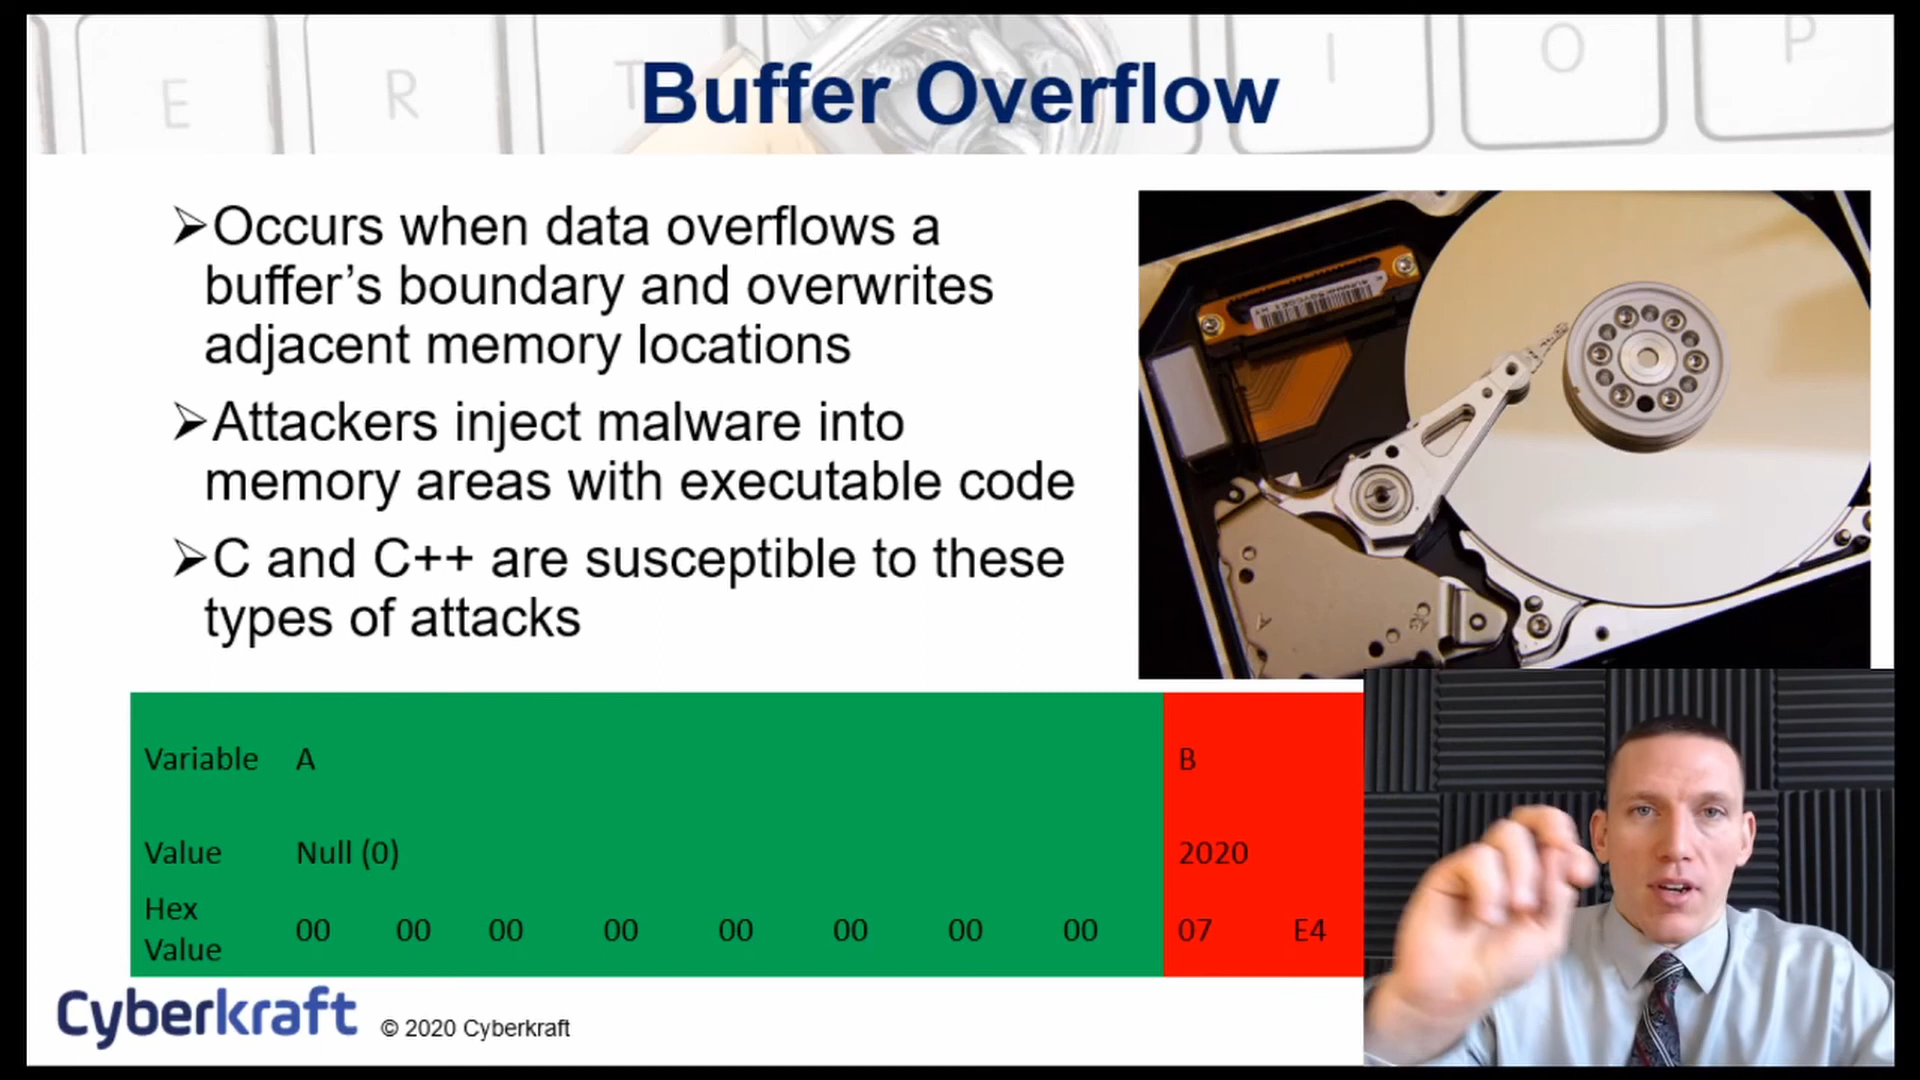 E R T I O P
Buffer Overflow
➢Occurs when data overflows a
buffer’s boundary and overwrites
adjacent memory locations
➢Attackers inject malware into
memory areas with executable code
➢C and C++ are susceptible to these
types of attacks
Variable A B
Value Null (0) 2020
Hex
Value 00 00 00 00 00 00 00 00 07 E4
Cyberkraft © 2020 Cyberkraft